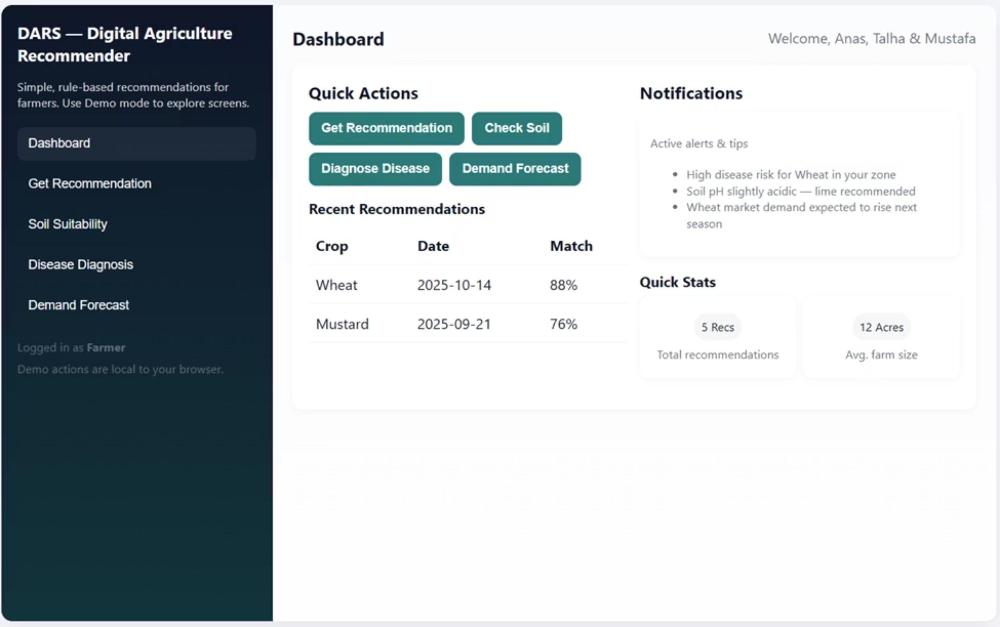 DARS — Digital Agriculture
Recommender
Simple, rule-based recommendations for
farmers. Use Demo mode to explore screens.
Dashboard
Get Recommendation
Soil Suitability
Disease Diagnosis
Demand Forecast
Logged in as Farmer
Demo actions are local to your browser.
Dashboard
Welcome, Anas, Talha & Mustafa
Quick Actions
Get Recommendation
Check Soil
Diagnose Disease
Demand Forecast
Recent Recommendations
Crop Date Match
Wheat 2025-10-14 88%
Mustard 2025-09-21 76%
Notifications
Active alerts & tips
• High disease risk for Wheat in your zone
• Soil pH slightly acidic — lime recommended
• Wheat market demand expected to rise next
season
Quick Stats
5 Recs
Total recommendations
12 Acres
Avg. farm size